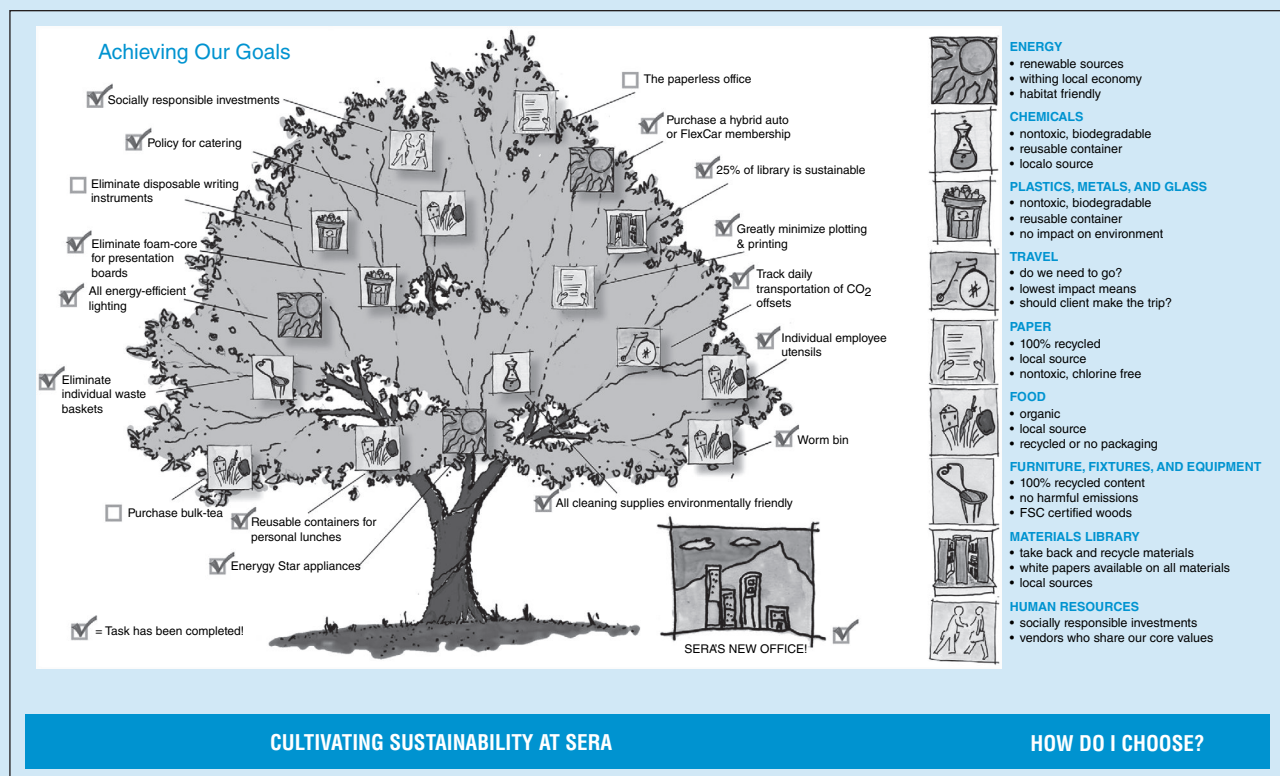 Achieving Our Goals
Socially responsible investments
Policy for catering
Eliminate disposable writing
instruments
Eliminate foam-core
for presentation
boards
All energy-efficient
lighting
Eliminate
individual waste
baskets
Purchase bulk-tea
Reusable containers for
personal lunches
Enerygy Star appliances
The paperless office
Purchase a hybrid auto
or FlexCar membership
25% of library is sustainable
Greatly minimize plotting
& printing
Track daily
transportation of CO2
offsets
Individual employee
utensils
Worm bin
All cleaning supplies environmentally friendly
= Task has been completed!
SERA'S NEW OFFICE!
ENERGY
• renewable sources
• withing local economy
• habitat friendly
CHEMICALS
• nontoxic, biodegradable
• reusable container
• localo source
PLASTICS, METALS, AND GLASS
• nontoxic, biodegradable
• reusable container
• no impact on environment
TRAVEL
• do we need to go?
• lowest impact means
• should client make the trip?
PAPER
• 100% recycled
• local source
• nontoxic, chlorine free
FOOD
• organic
• local source
• recycled or no packaging
FURNITURE, FIXTURES, AND EQUIPMENT
• 100% recycled content
• no harmful emissions
• FSC certified woods
MATERIALS LIBRARY
• take back and recycle materials
• white papers available on all materials
• local sources
HUMAN RESOURCES
• socially responsible investments
• vendors who share our core values
CULTIVATING SUSTAINABILITY AT SERA
HOW DO I CHOOSE?